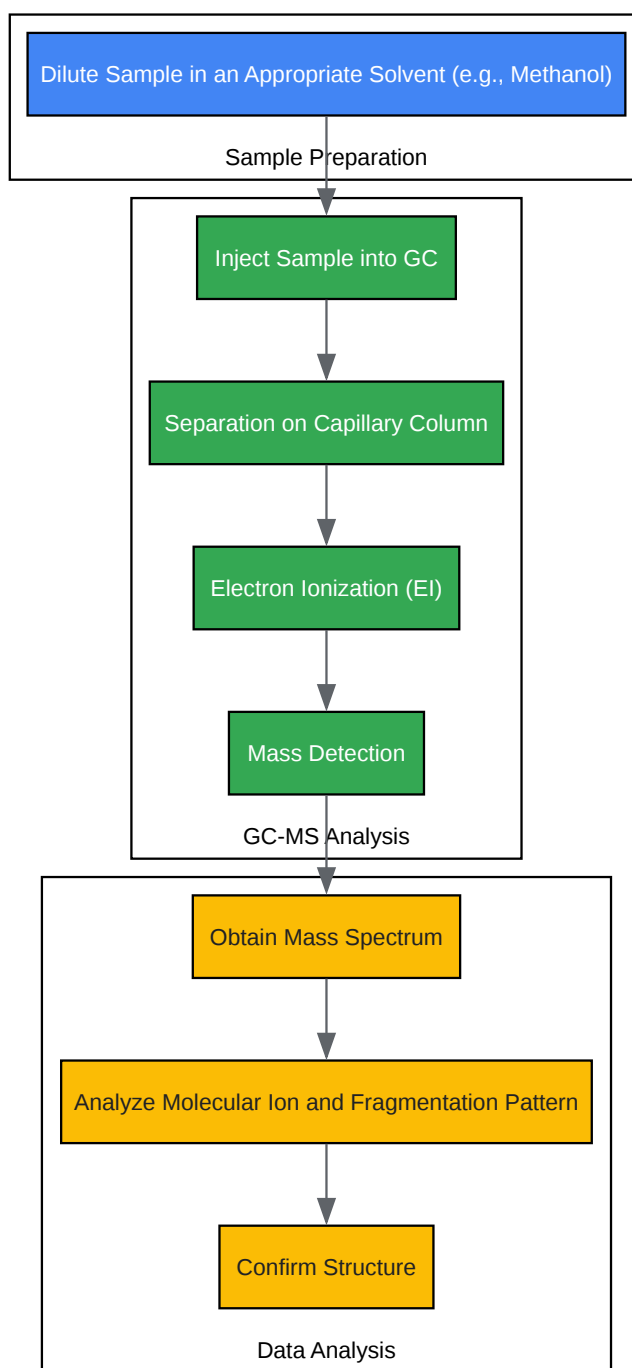 Dilute Sample in an Appropriate Solvent (e.g., Methanol)
Sample Preparation
Inject Sample into GC
Separation on Capillary Column
Electron Ionization (EI)
Mass Detection
GC-MS Analysis
Obtain Mass Spectrum
Analyze Molecular Ion and Fragmentation Pattern
Confirm Structure
Data Analysis